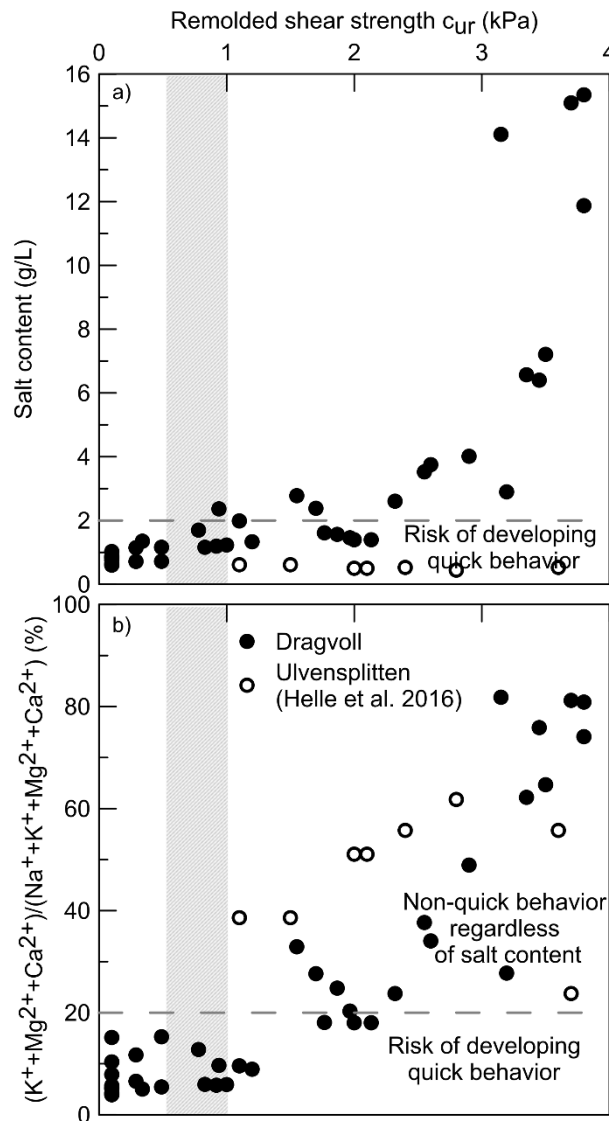 Remolded shear strength cur (kPa)
0 1 2 3 4
a)
Salt content (g/L)
16
14
12
10
8
6
4
2
0
Risk of developing
quick behavior
b)
Dragvoll
Ulvensplitten
(Helle et al. 2016)
(K⁺+Mg²⁺+Ca²⁺)/(Na⁺+K⁺+Mg²⁺+Ca²⁺) (%)
100
80
60
40
20
0
Non-quick behavior
regardless
of salt content
Risk of developing
quick behavior